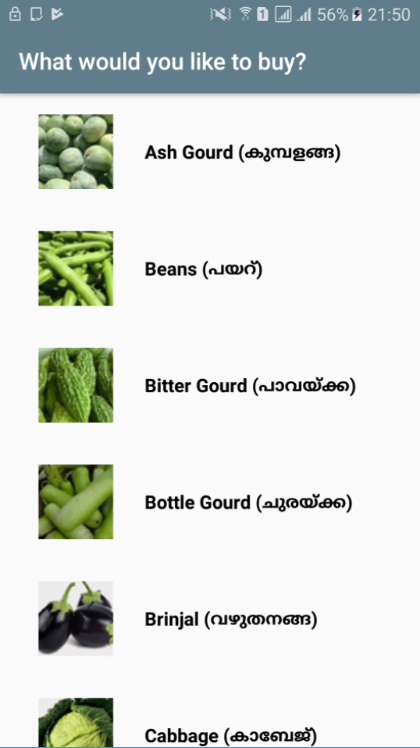 1 56% 21:50
What would you like to buy?
Ash Gourd (കുമ്പളങ്ങ)
Beans (പയറ്)
Bitter Gourd (പാവയ്ക്ക)
Bottle Gourd (ചുരയ്ക്ക)
Brinjal (വഴുതനങ്ങ)
Cabbage (കാബേജ്)